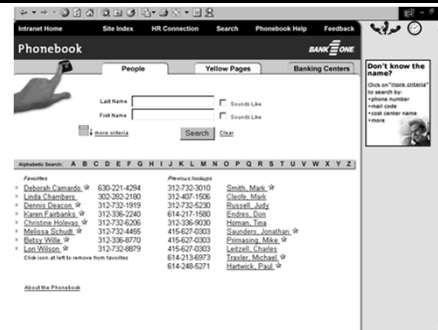 Intranet Home Site Index HR Connection Search Phonebook Help Feedback
Phonebook BANK ONE
People Yellow Pages Banking Centers
Last Name Sounds Like
First Name Sounds Like
more criteria Search Clear
Alphabetic Search: A B C D E F G H I J K L M N O P Q R S T U V W X Y Z
Favorites Previous lookups
Deborah Camardo 630-221-4294 312-732-3010 Smith, Mark
Linda Chambers 302-282-2180 312-407-1506 Cleofe, Mark
Dennis Deacon 312-732-1919 312-732-5230 Russell, Judy
Karen Fairbanks 312-336-2240 614-217-1580 Endres, Don
Christine Holevas 312-732-6206 312-336-9030 Homan, Tina
Melissa Schudt 312-732-4455 415-627-0303 Saunders, Jonathan
Betsy Wille 312-336-8770 415-627-0303 Primasing, Mike
Lori Wilson 312-732-8879 415-627-0303 Leitzell, Charles
Click icon at left to remove from favorites 614-213-6973 Traxler, Michael
614-248-5271 Hartwick, Paul
About the Phonebook
Don't know the
name?
Click on "more criteria"
to search by:
•phone number
•mail code
•cost center name
•more